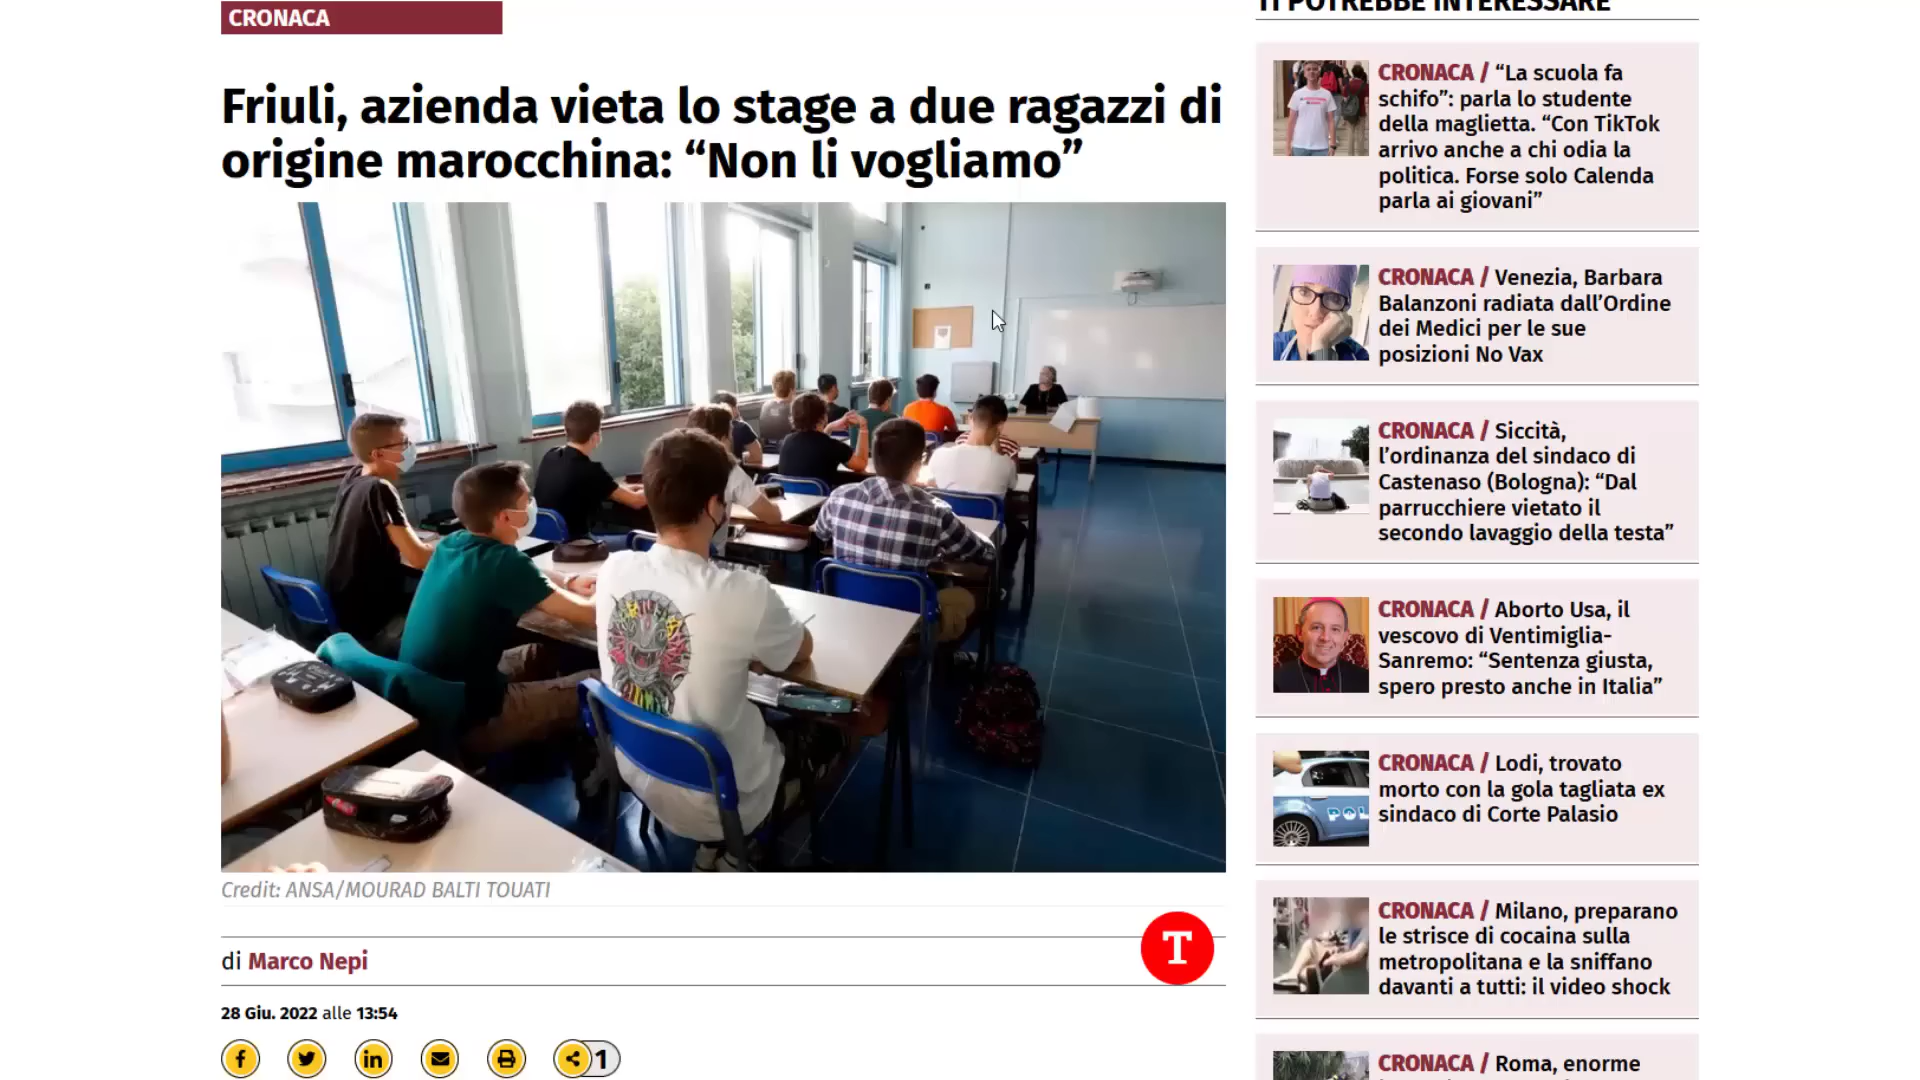 CRONACA
Friuli, azienda vieta lo stage a due ragazzi di
origine marocchina: “Non li vogliamo”
Credit: ANSA/MOURAD BALTI TOUATI
di Marco Nepi
T
28 Giu. 2022 alle 13:54
1
TI POTREBBE INTERESSARE
CRONACA / “La scuola fa
schifo”: parla lo studente
della maglietta. “Con TikTok
arrivo anche a chi odia la
politica. Forse solo Calenda
parla ai giovani”
CRONACA / Venezia, Barbara
Balanzoni radiata dall’Ordine
dei Medici per le sue
posizioni No Vax
CRONACA / Siccità,
l’ordinanza del sindaco di
Castenaso (Bologna): “Dal
parrucchiere vietato il
secondo lavaggio della testa”
CRONACA / Aborto Usa, il
vescovo di Ventimiglia-
Sanremo: “Sentenza giusta,
spero presto anche in Italia”
CRONACA / Lodi, trovato
morto con la gola tagliata ex
sindaco di Corte Palasio
POL
CRONACA / Milano, preparano
le strisce di cocaina sulla
metropolitana e la sniffano
davanti a tutti: il video shock
CRONACA / Roma, enorme